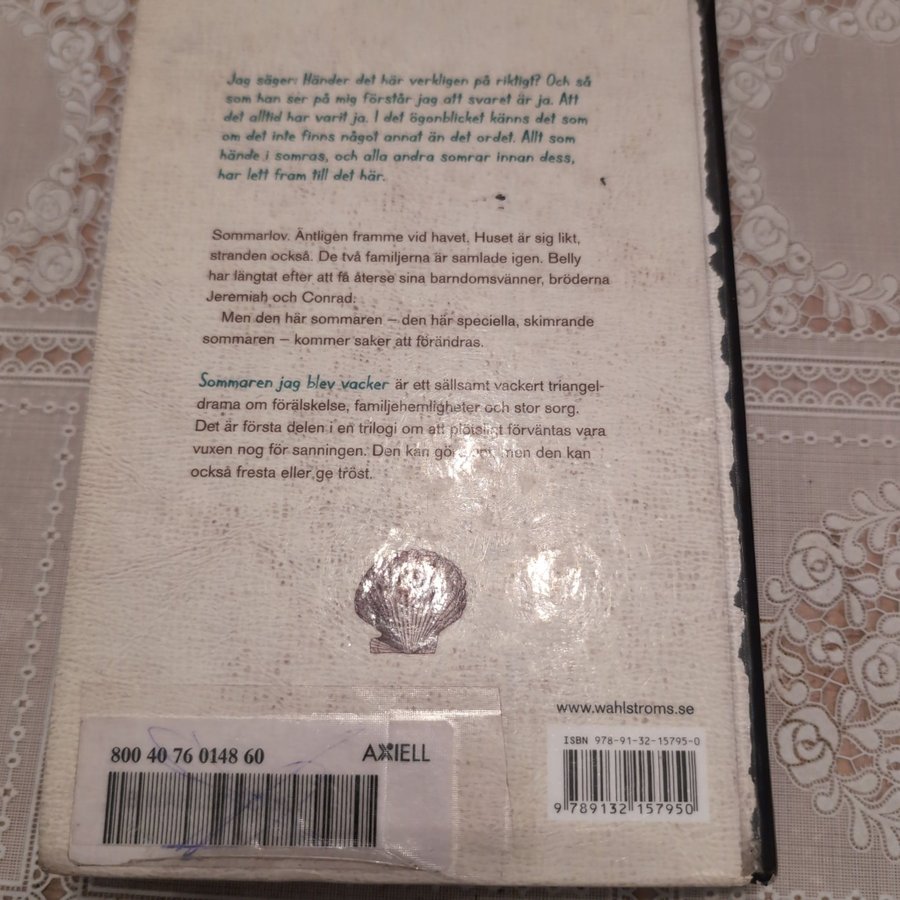 Jag säger: Händer det här verkligen på riktigt? Och så
som han ser på mig förstår jag att svaret är ja. Att
det alltid har varit ja. I det ögonblicket känns det som
om det inte finns något annat än det ordet. Allt som
hände i somras, och alla andra somrar innan dess,
har lett fram till det här.
Sommarlov. Äntligen framme vid havet. Huset är sig likt,
stranden också. De två familjerna är samlade igen. Belly
har längtat efter att få återse sina barndomsvänner, bröderna
Jeremiah och Conrad.
Men den här sommaren – den här speciella, skimrande
sommaren – kommer saker att förändras.
Sommaren jag blev vacker är ett sällsamt vackert triangel-
drama om förälskelse, familjehemligheter och stor sorg.
Det är första delen i en trilogi om att plötsligt förväntas vara
vuxen nog för sanningen. Den kan men den kan
också fresta eller ge tröst.
www.wahlstroms.se
ISBN 978-91-32-15795-0
9 789132 157950
800 40 76 0148 60
AXIELL